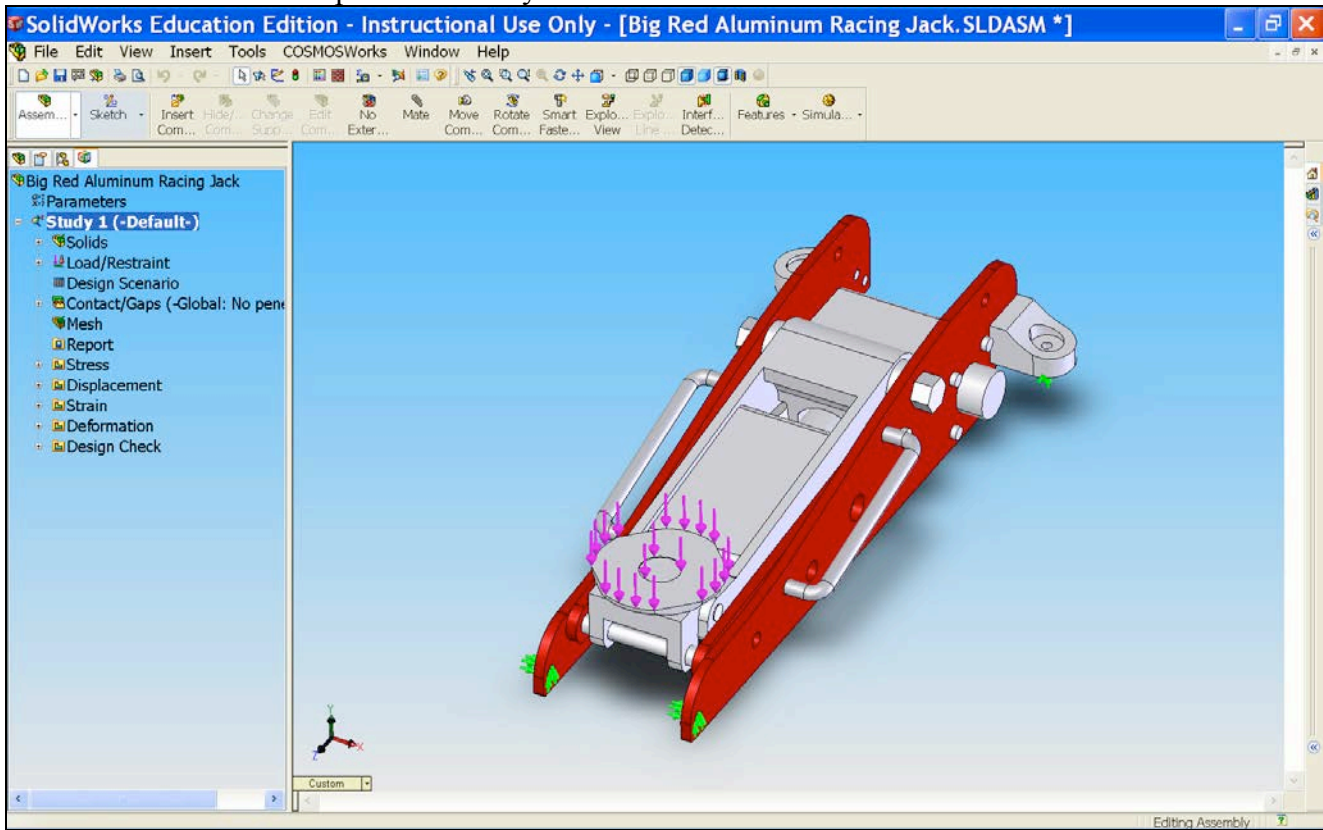 SolidWorks Education Edition - Instructional Use Only - [Big Red Aluminum Racing Jack.SLDASM *]
File Edit View Insert Tools COSMOSWorks Window Help
Assem... Sketch Insert Com... Hide/... Com... Change Supp... Edit Com... No Exter... Mate Move Com... Rotate Com... Smart Faste... Explo... View Explo... Line ... Interf... Detec... Features Simula...
Big Red Aluminum Racing Jack
Parameters
Study 1 (-Default-)
Solids
Load/Restraint
Design Scenario
Contact/Gaps (-Global: No pene
Mesh
Report
Stress
Displacement
Strain
Deformation
Design Check
Y
X
Z
Custom
Editing Assembly